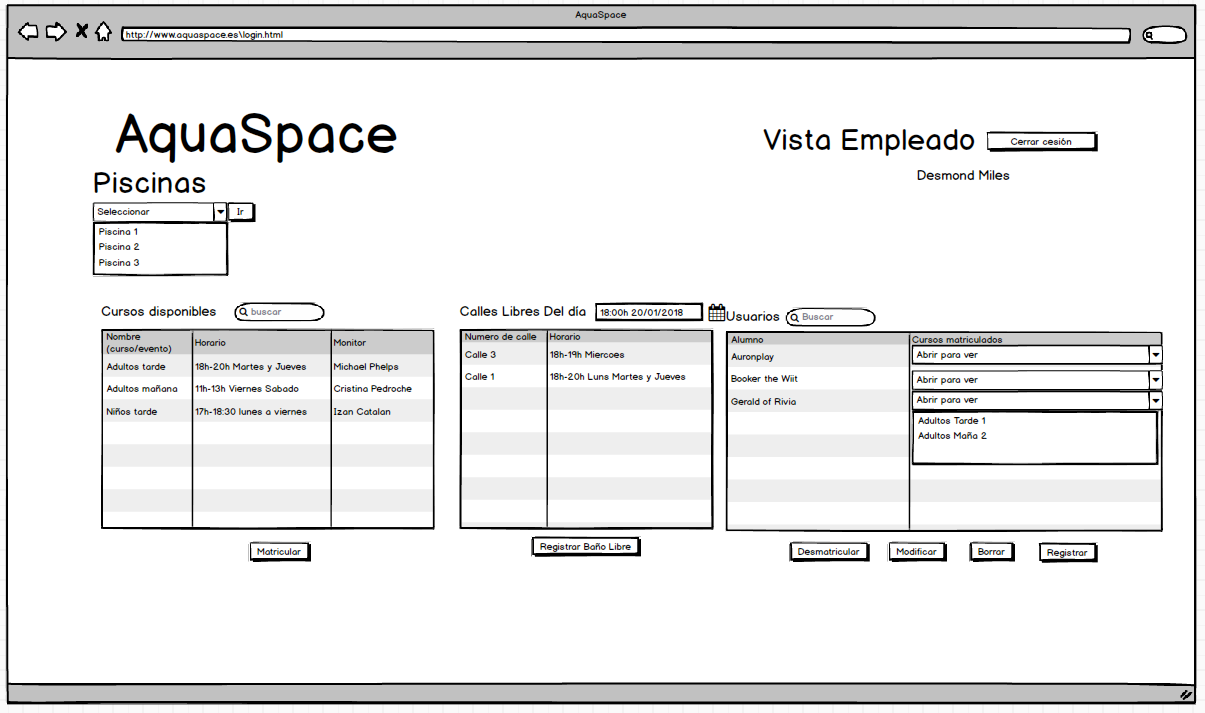 AquaSpace
http://www.aquaspace.es\login.html
AquaSpace
Vista Empleado
Cerrar cesión
Desmond Miles
Piscinas
Seleccionar
Ir
Piscina 1
Piscina 2
Piscina 3
Cursos disponibles
buscar
Nombre
(curso/evento)
Horario
Monitor
Adultos tarde
18h-20h Martes y Jueves
Michael Phelps
Adultos mañana
11h-13h Viernes Sabado
Cristina Pedroche
Niños tarde
17h-18:30 lunes a viernes
Izan Catalan
Matricular
Calles Libres Del día
18:00h 20/01/2018
Numero de calle
Horario
Calle 3
18h-19h Miercoes
Calle 1
18h-20h Luns Martes y Jueves
Registrar Baño Libre
Usuarios
Buscar
Alumno
Cursos matriculados
Auronplay
Abrir para ver
Booker the Wiit
Abrir para ver
Gerald of Rivia
Abrir para ver
Adultos Tarde 1
Adultos Maña 2
Desmatricular
Modificar
Borrar
Registrar